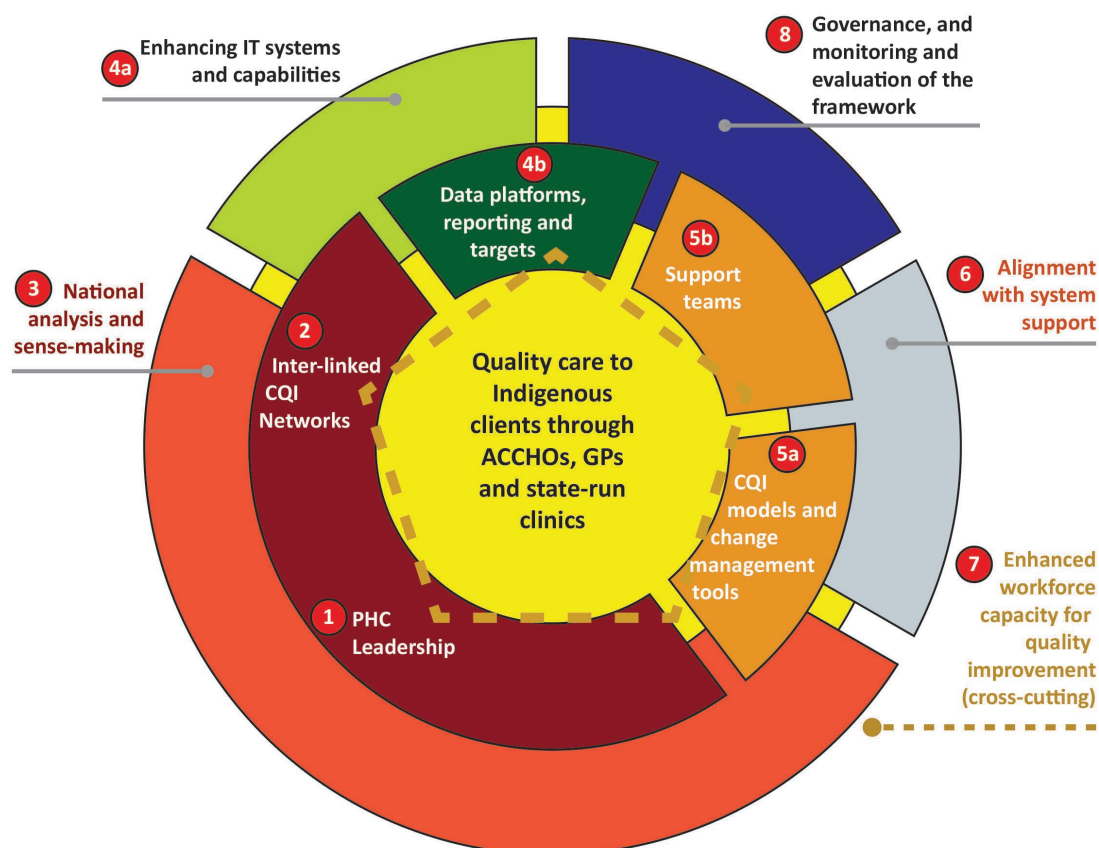 4a
Enhancing IT systems
and capabilities
8
Governance, and
monitoring and
evaluation of the
framework
4b
Data platforms,
reporting and
targets
5b
Support
teams
3
National
analysis and
sense-making
6
Alignment
with system
support
2
Inter-linked
CQI
Networks
Quality care to
Indigenous
clients through
ACCHOs, GPs
and state-run
clinics
5a
CQI
models and
change
management
tools
7
Enhanced
workforce
capacity for
quality
improvement
(cross-cutting)
1
PHC
Leadership